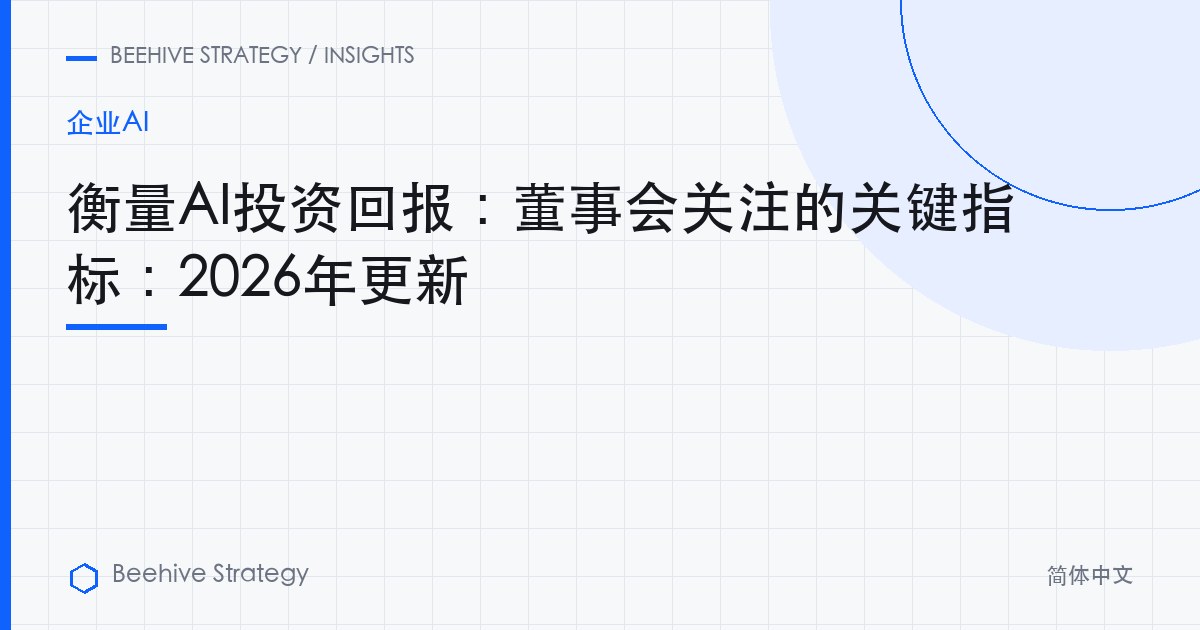 BEEHIVE STRATEGY / INSIGHTS
企业AI
衡量AI投资回报：董事会关注的关键指
标：2026年更新
Beehive Strategy
简体中文